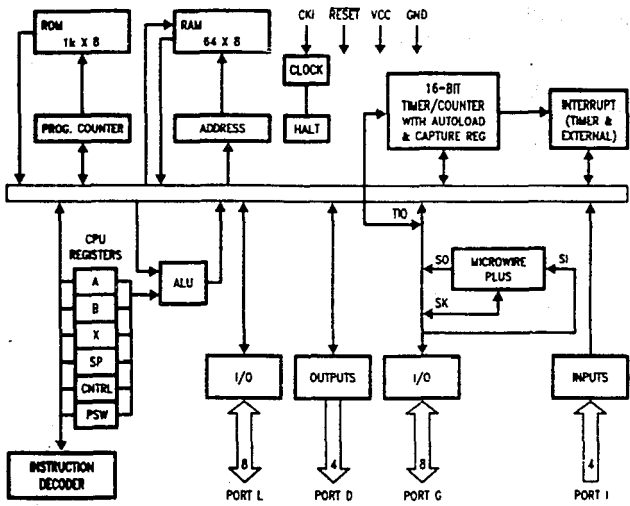 ROM
1k X 8
RAM
64 X 8
CKI
RESET
VCC
GND
CLOCK
HALT
PROG. COUNTER
ADDRESS
16-BIT
TIMER/COUNTER
WITH AUTOLOAD
& CAPTURE REG
INTERRUPT
(TIMER &
EXTERNAL)
TIO
CPU
REGISTERS
A
B
X
SP
CNTRL
PSW
ALU
SO
MICROWIRE
PLUS
SI
SK
I/O
OUTPUTS
I/O
INPUTS
INSTRUCTION
DECODER
8
4
8
4
PORT L
PORT D
PORT G
PORT I